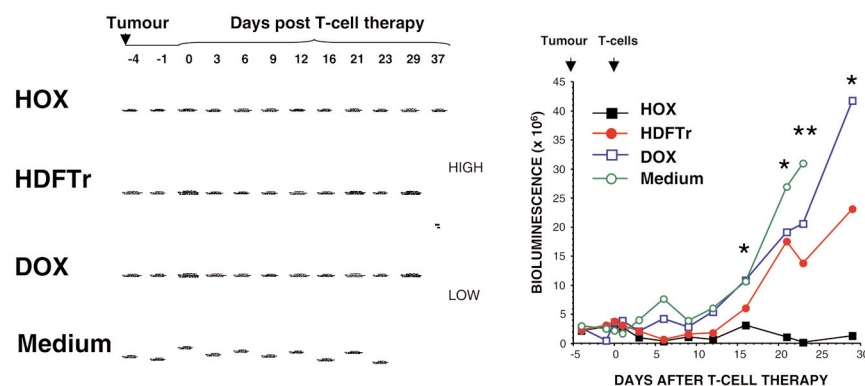 Tumour Days post T-cell therapy
-4 -1 0 3 6 9 12 16 21 23 29 37
HOX
HDFTr
DOX
Medium
HIGH
LOW
Tumour T-cells
BIOLUMINESCENCE (x 10⁶)
45
40
35
30
25
20
15
10
5
0
HOX
HDFTr
DOX
Medium
*
*
**
*
-5 0 5 10 15 20 25 30
DAYS AFTER T-CELL THERAPY